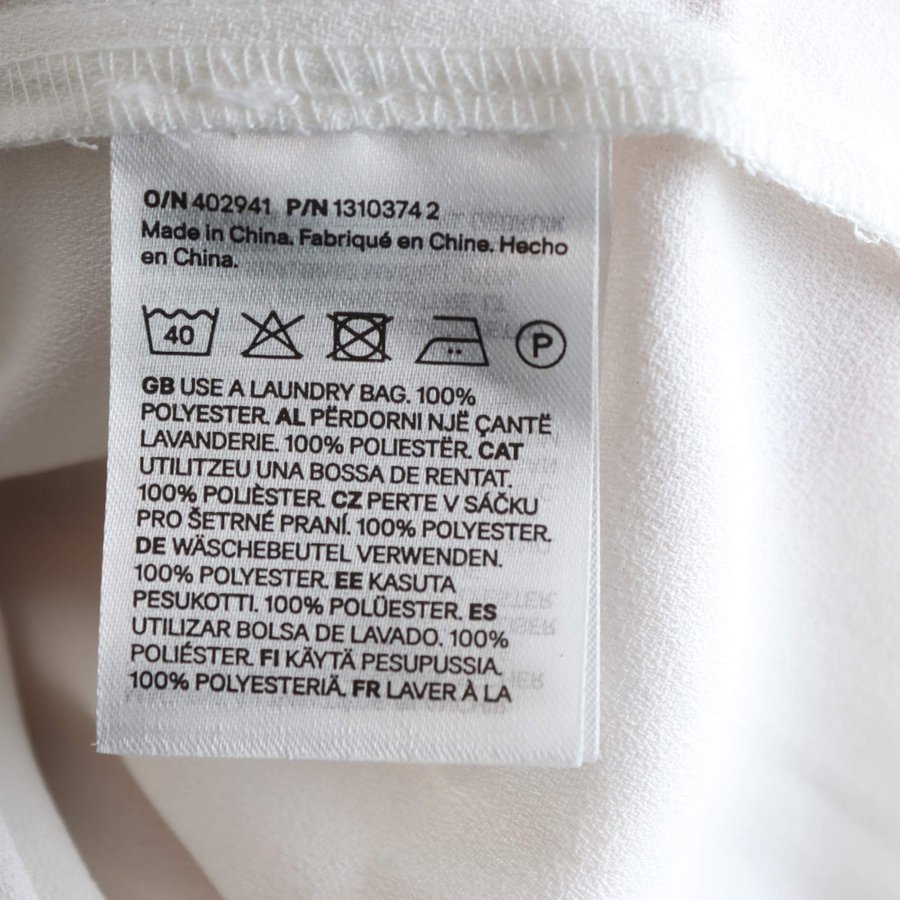 O/N 402941 P/N 1310374 2
Made in China. Fabriqué en Chine. Hecho
en China.
40 P
GB USE A LAUNDRY BAG. 100%
POLYESTER. AL PËRDORNI NJË ÇANTË
LAVANDERIE. 100% POLIESTËR. CAT
UTILITZEU UNA BOSSA DE RENTAT.
100% POLIÈSTER. CZ PERTE V SÁČKU
PRO ŠETRNÉ PRANÍ. 100% POLYESTER.
DE WÄSCHEBEUTEL VERWENDEN.
100% POLYESTER. EE KASUTA
PESUKOTTI. 100% POLÜESTER. ES
UTILIZAR BOLSA DE LAVADO. 100%
POLIÉSTER. FI KÄYTÄ PESUPUSSIA.
100% POLYESTERIÄ. FR LAVER À LA